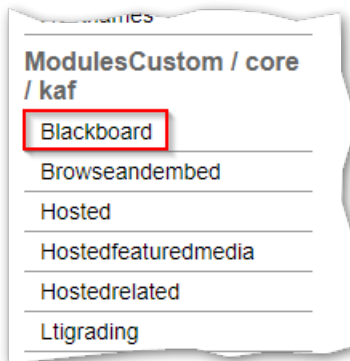 ModulesCustom / core
/ kaf
Blackboard
Browseandembed
Hosted
Hostedfeaturedmedia
Hostedrelated
Ltigrading